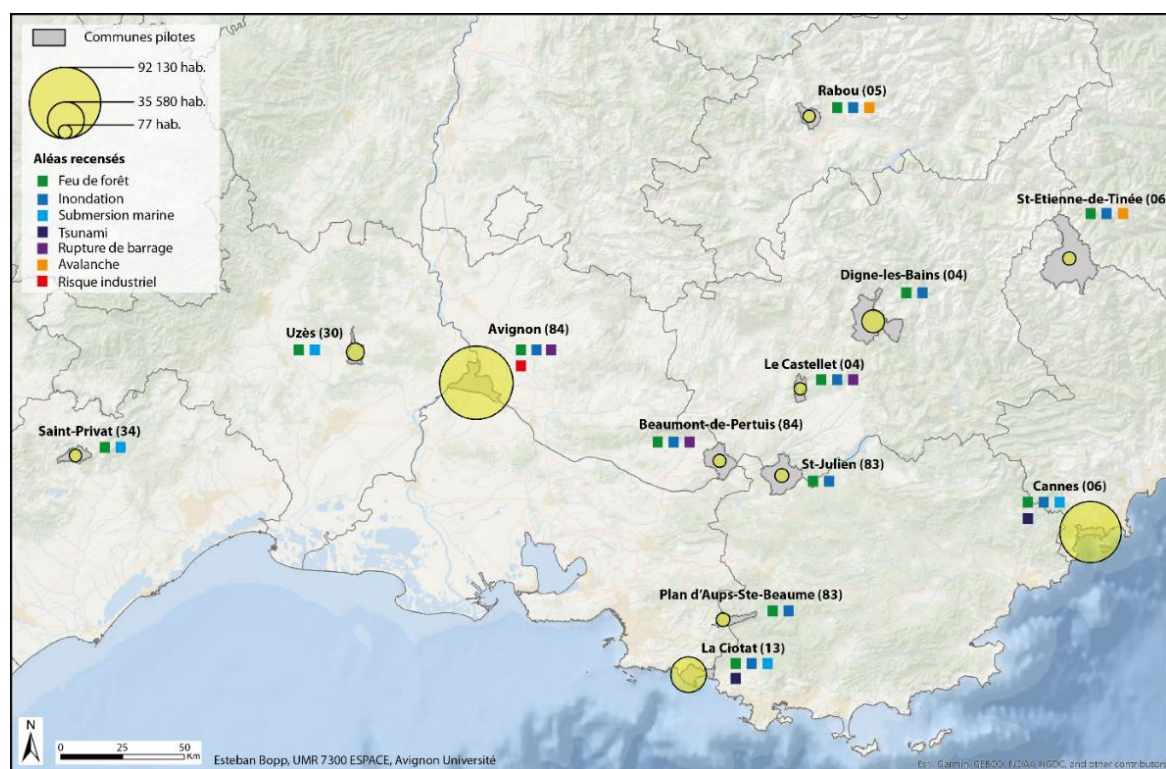 Communes pilotes
92 130 hab.
35 580 hab.
77 hab.
Aléas recensés
Feu de forêt
Inondation
Submersion marine
Tsunami
Rupture de barrage
Avalanche
Risque industriel
Rabou (05)
St-Etienne-de-Tinée (06
Digne-les-Bains (04)
Uzès (30)
Avignon (84)
Le Castellet (04)
Beaumont-de-Pertuis (84)
Saint-Privat (34)
St-Julien (83)
Cannes (06)
Plan d'Aups-Ste-Beaume (83)
La Ciotat (13)
N
0 25 50
Km
Esteban Bopp, UMR 7300 ESPACE, Avignon Université
Esri, Garmin, GEBCO, NOAA NGDC, and other contributors